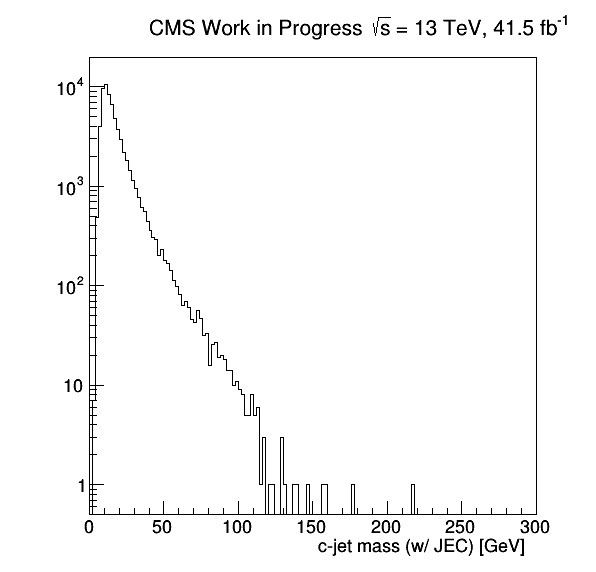 CMS Work in Progress √s = 13 TeV, 41.5 fb⁻¹
10⁴
10³
10²
10
1
0 50 100 150 200 250 300
c-jet mass (w/ JEC) [GeV]